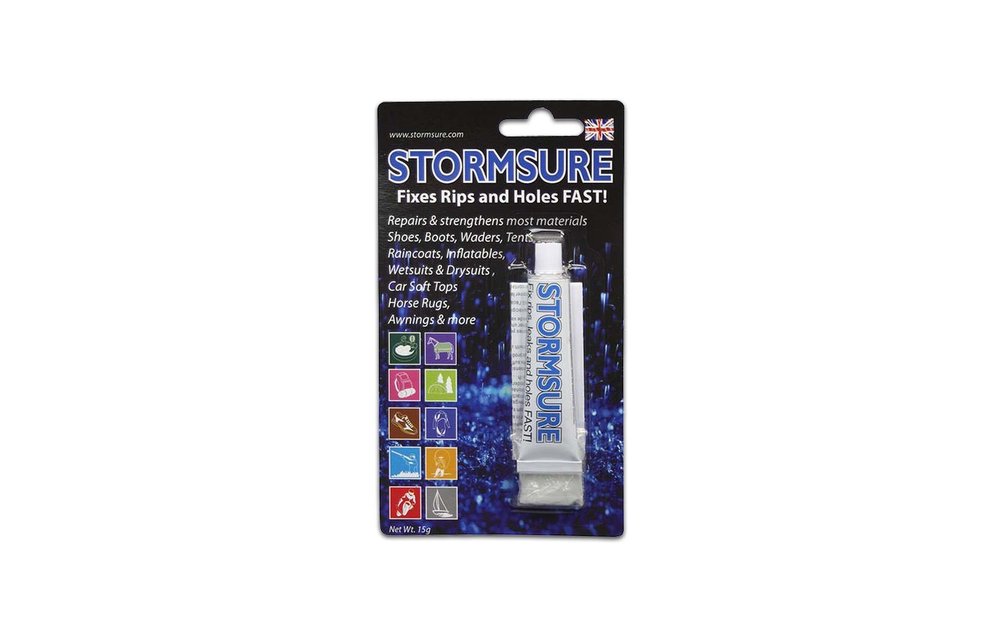 www.stormsure.com
STORMSURE
Fixes Rips and Holes FAST!
Repairs & strengthens most materials
Shoes, Boots, Waders, Tents
Raincoats, Inflatables,
Wetsuits & Drysuits ,
Car Soft Tops
Horse Rugs,
Awnings & more
STORMSURE
Fix rips, leaks and holes FAST!
Net Wt. 15g